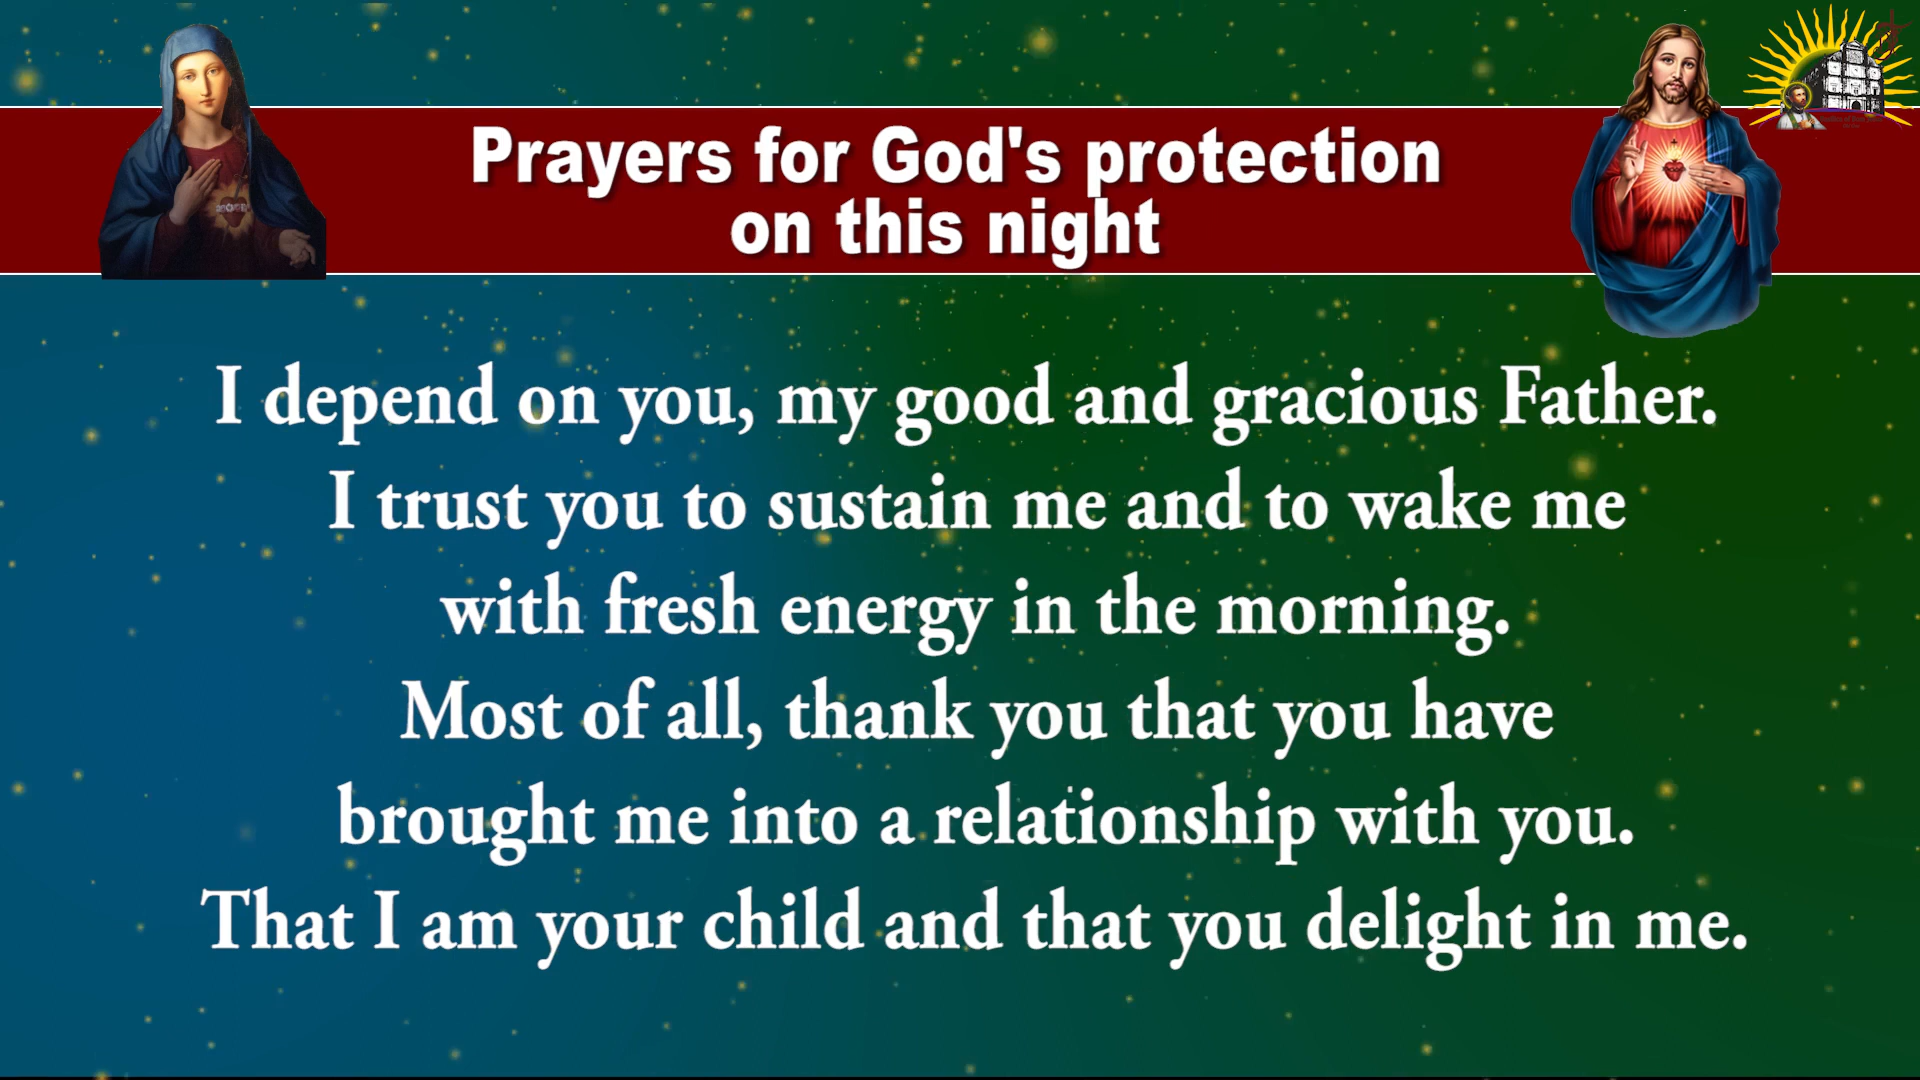 Prayers for God's protection
on this night
I depend on you, my good and gracious Father.
I trust you to sustain me and to wake me
with fresh energy in the morning.
Most of all, thank you that you have
brought me into a relationship with you.
That I am your child and that you delight in me.